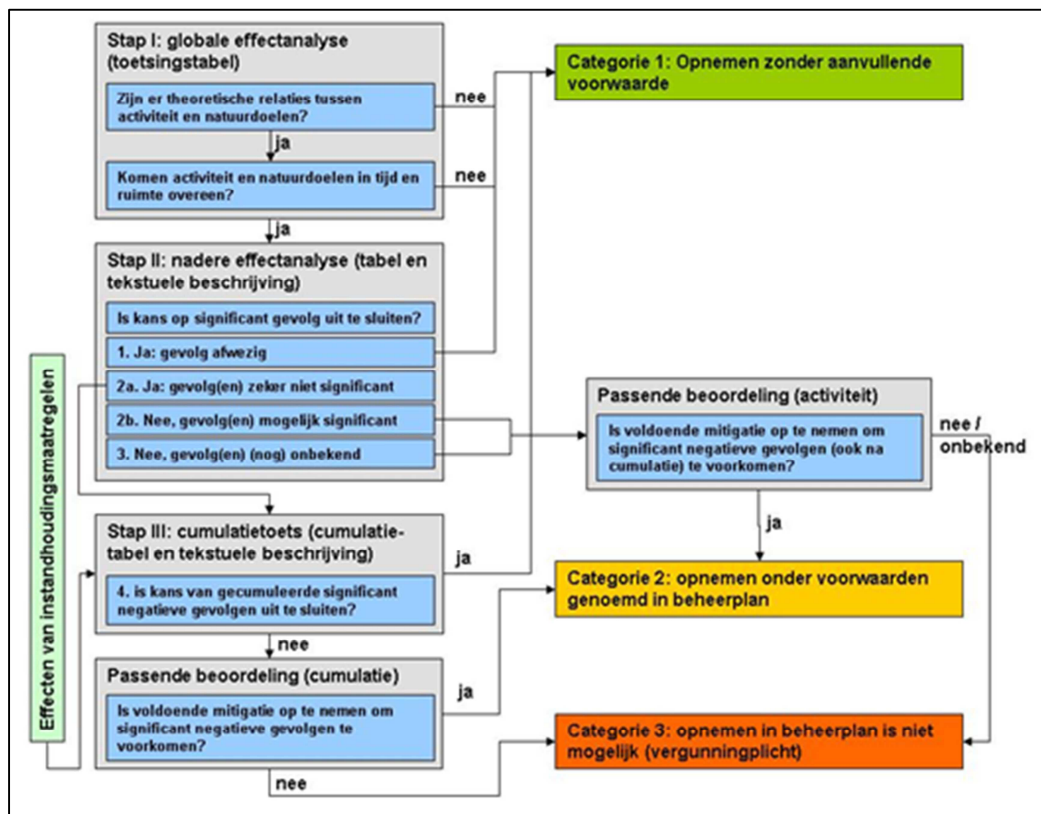 Stap I: globale effectanalyse
(toetsingstabel)
Zijn er theoretische relaties tussen
activiteit en natuurdoelen?
nee
ja
Komen activiteit en natuurdoelen in tijd en
ruimte overeen?
nee
ja
Categorie 1: Opnemen zonder aanvullende
voorwaarde
Stap II: nadere effectanalyse (tabel en
tekstuele beschrijving)
Is kans op significant gevolg uit te sluiten?
1. Ja: gevolg afwezig
2a. Ja: gevolg(en) zeker niet significant
2b. Nee, gevolg(en) mogelijk significant
3. Nee, gevolg(en) (nog) onbekend
Passende beoordeling (activiteit)
Is voldoende mitigatie op te nemen om
significant negatieve gevolgen (ook na
cumulatie) te voorkomen?
nee /
onbekend
ja
Effecten van instandhoudingsmaatregelen
Stap III: cumulatietoets (cumulatie-
tabel en tekstuele beschrijving)
4. is kans van gecumuleerde significant
negatieve gevolgen uit te sluiten?
ja
nee
Categorie 2: opnemen onder voorwaarden
genoemd in beheerplan
Passende beoordeling (cumulatie)
Is voldoende mitigatie op te nemen om
significant negatieve gevolgen te
voorkomen?
ja
nee
Categorie 3: opnemen in beheerplan is niet
mogelijk (vergunningplicht)